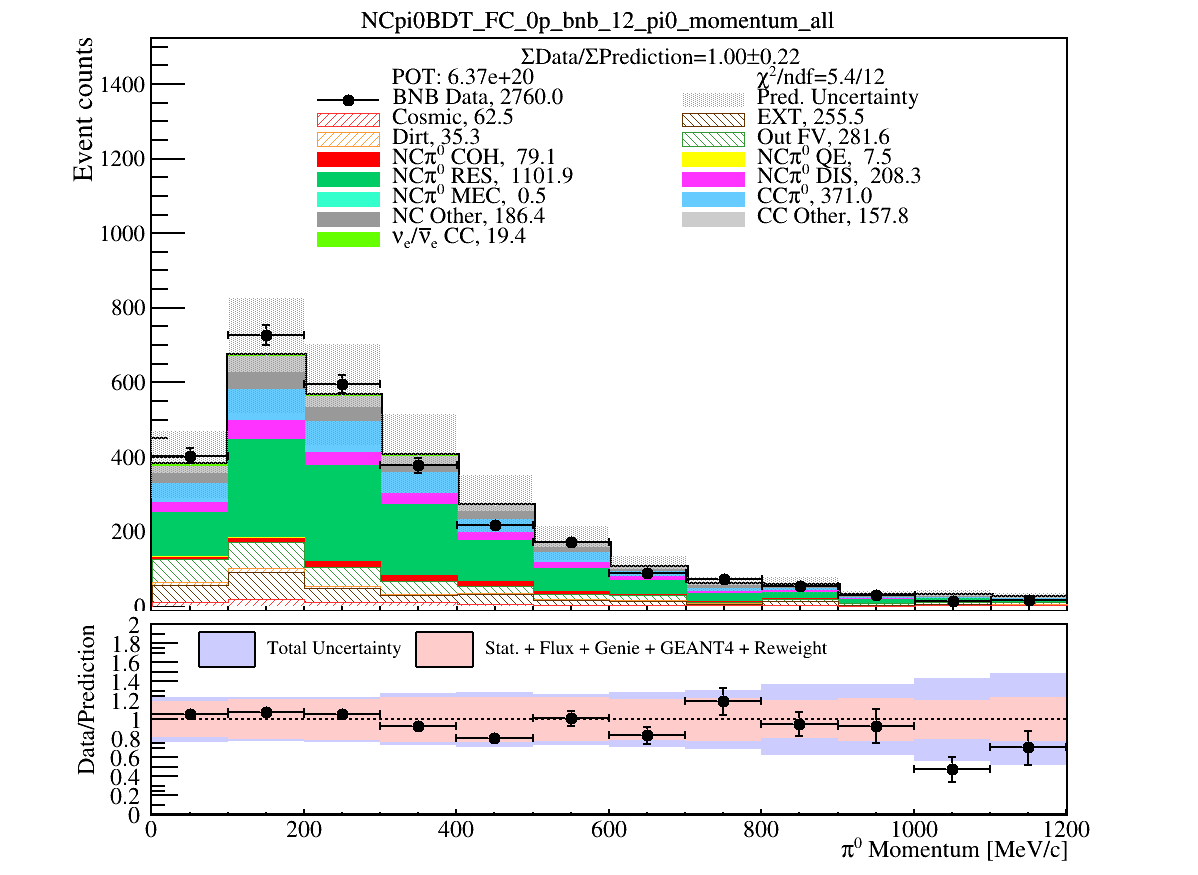 NCpi0BDT_FC_0p_bnb_12_pi0_momentum_all
ΣData/ΣPrediction=1.00±0.22
POT: 6.37e+20
χ²/ndf=5.4/12
BNB Data, 2760.0
Pred. Uncertainty
Cosmic, 62.5
EXT, 255.5
Dirt, 35.3
Out FV, 281.6
NCπ⁰ COH, 79.1
NCπ⁰ QE, 7.5
NCπ⁰ RES, 1101.9
NCπ⁰ DIS, 208.3
NCπ⁰ MEC, 0.5
CCπ⁰, 371.0
NC Other, 186.4
CC Other, 157.8
νₑ/ν̅ₑ CC, 19.4
Event counts
1400
1200
1000
800
600
400
200
0
Total Uncertainty
Stat. + Flux + Genie + GEANT4 + Reweight
Data/Prediction
2
1.8
1.6
1.4
1.2
1
0.8
0.6
0.4
0.2
0
0 200 400 600 800 1000 1200
π⁰ Momentum [MeV/c]